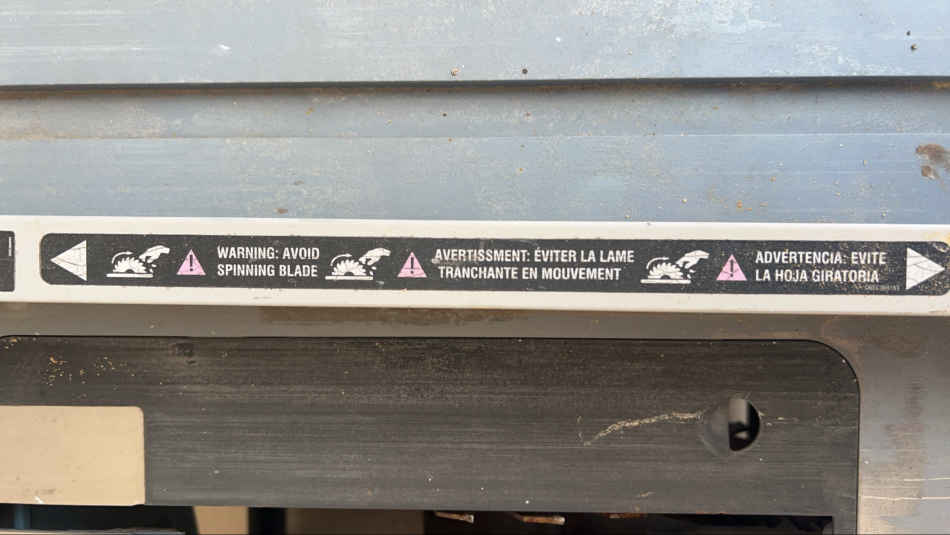 WARNING: AVOID
SPINNING BLADE
AVERTISSMENT: ÉVITER LA LAME
TRANCHANTE EN MOUVEMENT
ADVERTENCIA: EVITE
LA HOJA GIRATORIA